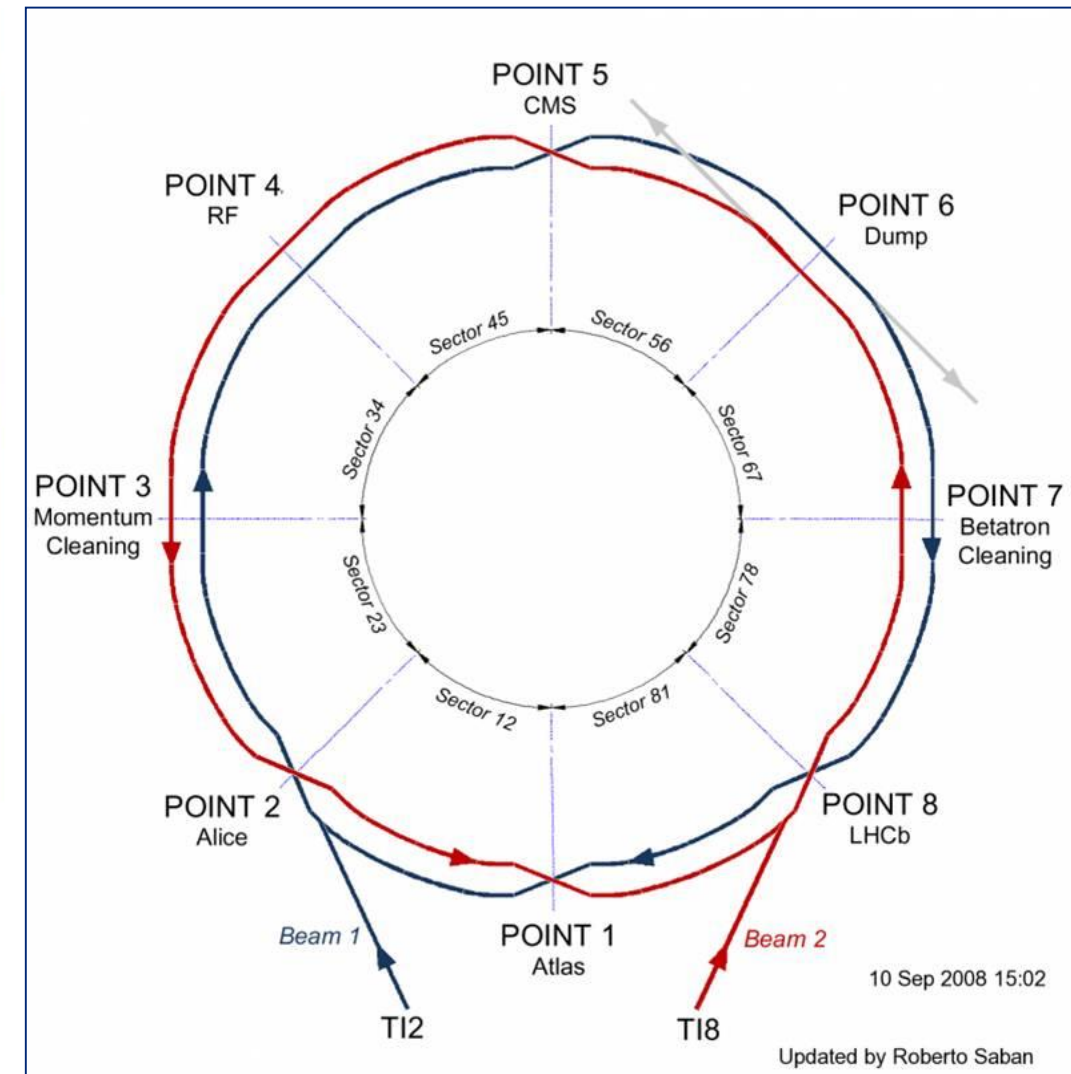 POINT 5
CMS
POINT 4.
RF
POINT 6
Dump
Sector 45
Sector 56
Sector 34
Sector 67
POINT 3
Momentum
Cleaning
POINT 7
Betatron
Cleaning
Sector 23
Sector 78
Sector 12
Sector 81
POINT 2
Alice
POINT 8
LHCb
Beam 1
POINT 1
Atlas
Beam 2
10 Sep 2008 15:02
TI2
TI8
Updated by Roberto Saban